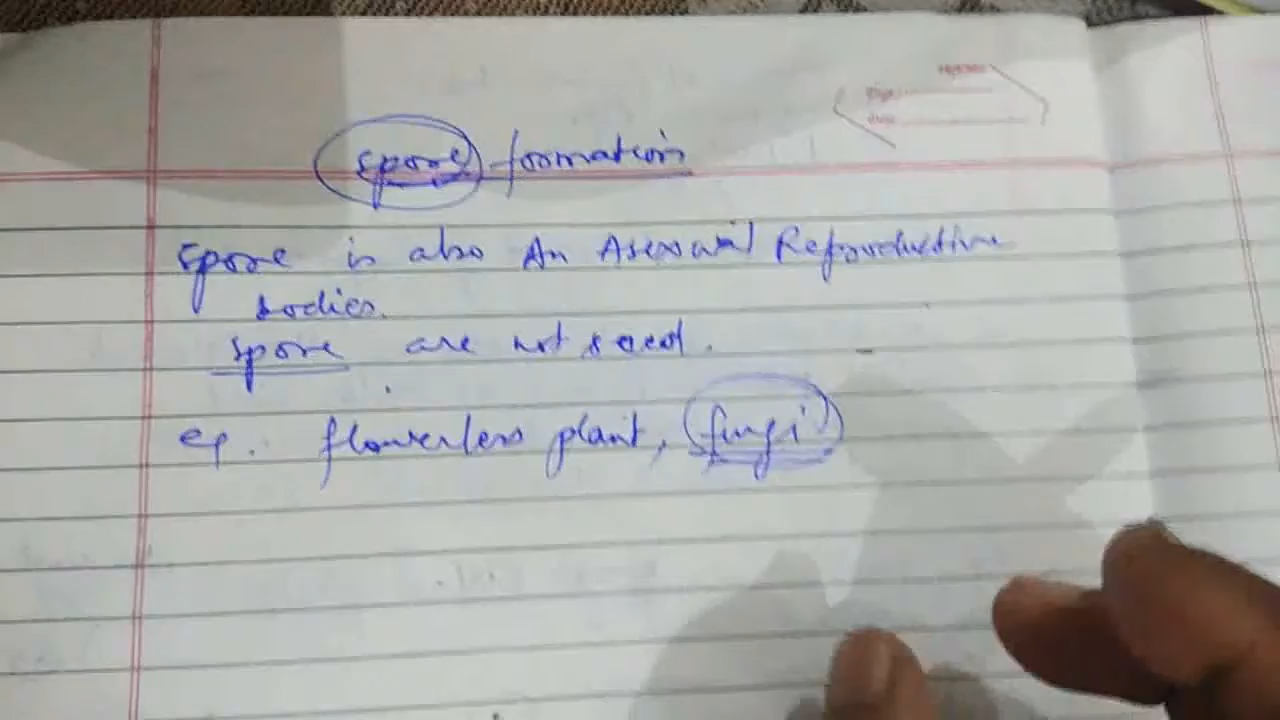 spore formation
spore is also An Asexual Reproductive
bodies.
spore are not seed.
eg. flowerless plant, fungi